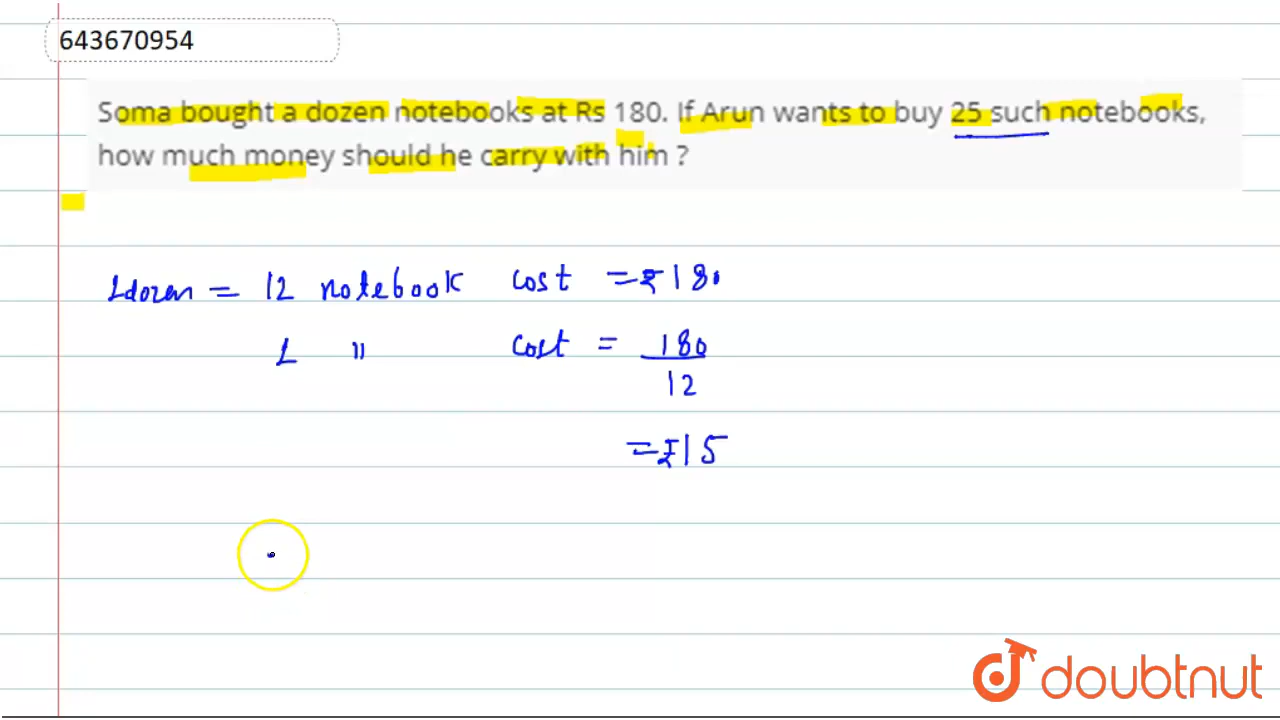 643670954
Soma bought a dozen notebooks at Rs 180. If Arun wants to buy 25 such notebooks,
how much money should he carry with him ?
1dozen = 12 notebook cost = ₹180
1 " cost = 180
12
= ₹15
doubtnut